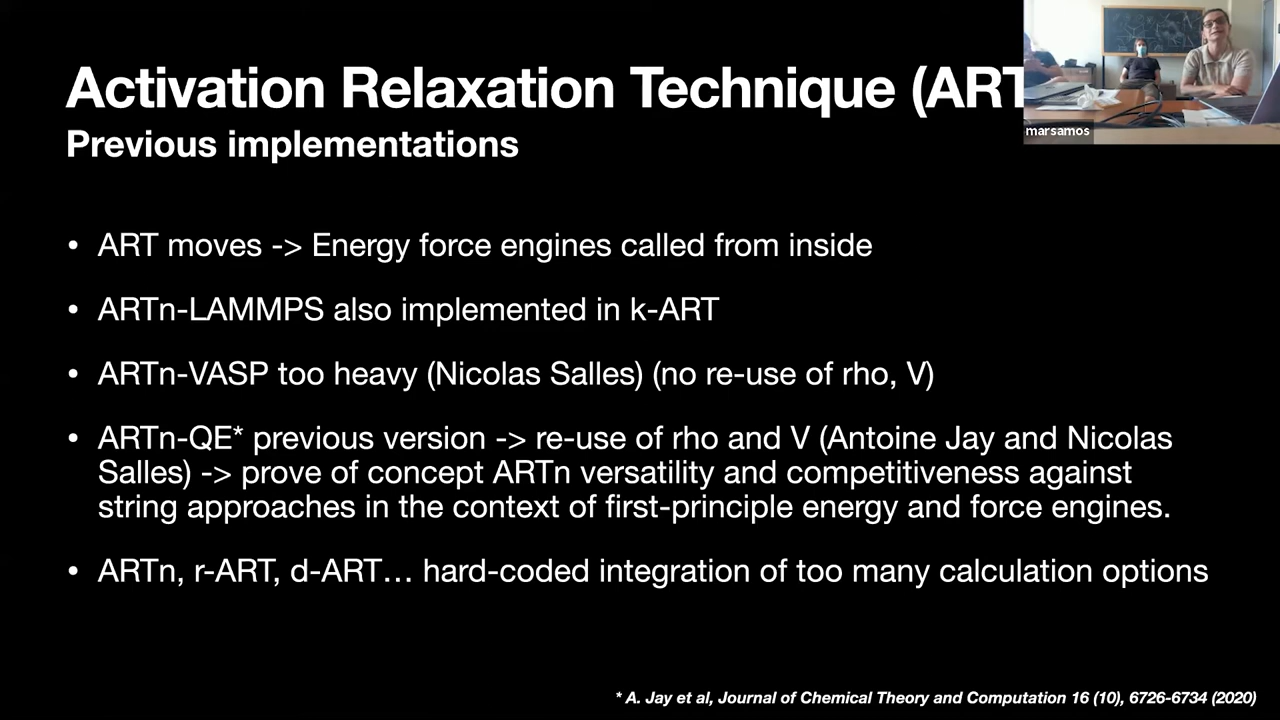 Activation Relaxation Technique (ART
Previous implementations
marsamos
• ART moves -> Energy force engines called from inside
• ARTn-LAMMPS also implemented in k-ART
• ARTn-VASP too heavy (Nicolas Salles) (no re-use of rho, V)
• ARTn-QE* previous version -> re-use of rho and V (Antoine Jay and Nicolas
Salles) -> prove of concept ARTn versatility and competitiveness against
string approaches in the context of first-principle energy and force engines.
• ARTn, r-ART, d-ART… hard-coded integration of too many calculation options
* A. Jay et al, Journal of Chemical Theory and Computation 16 (10), 6726-6734 (2020)